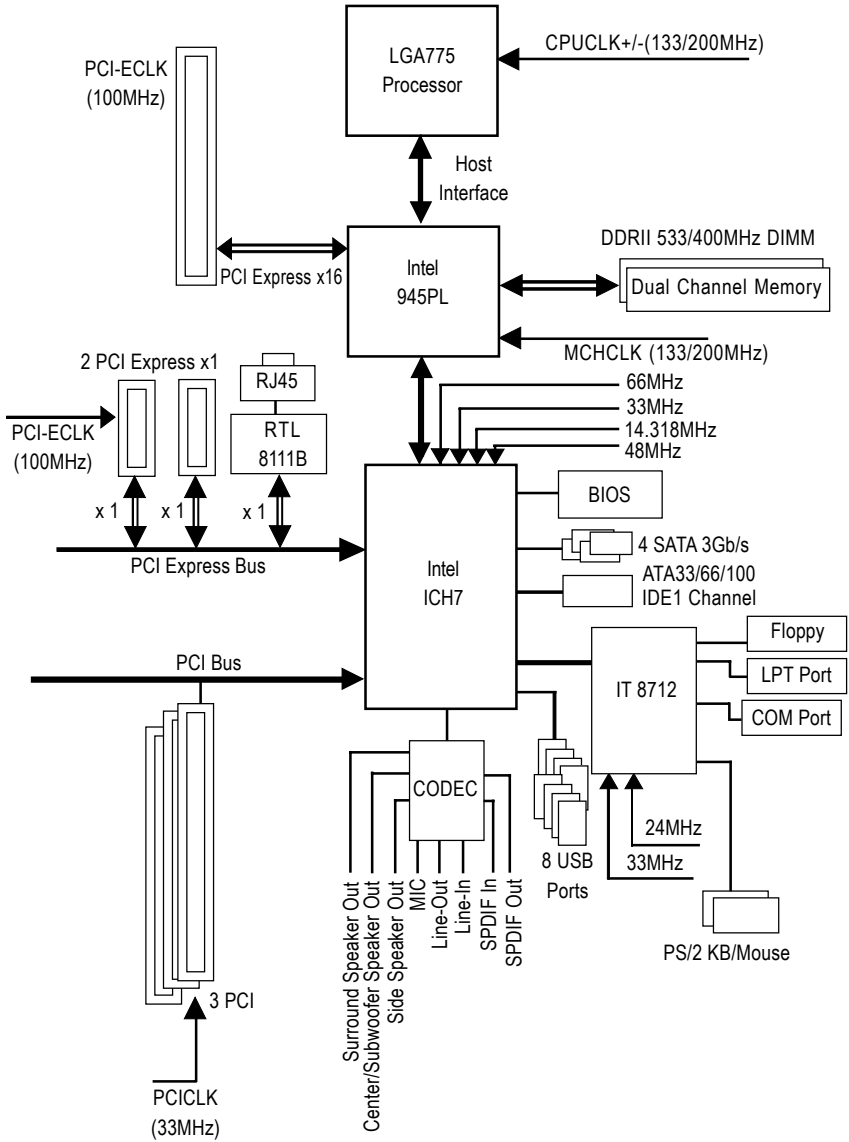 PCI-ECLK
(100MHz)
LGA775
Processor
CPUCLK+/-(133/200MHz)
Host
Interface
PCI Express x16
Intel
945PL
DDRII 533/400MHz DIMM
Dual Channel Memory
MCHCLK (133/200MHz)
2 PCI Express x1
RJ45
PCI-ECLK
(100MHz)
RTL
8111B
66MHz
33MHz
14.318MHz
48MHz
x 1
x 1
x 1
PCI Express Bus
Intel
ICH7
BIOS
4 SATA 3Gb/s
ATA33/66/100
IDE1 Channel
PCI Bus
IT 8712
Floppy
LPT Port
COM Port
CODEC
24MHz
33MHz
8 USB
Ports
PS/2 KB/Mouse
Surround Speaker Out
Center/Subwoofer Speaker Out
Side Speaker Out
MIC
Line-Out
Line-In
SPDIF In
SPDIF Out
3 PCI
PCICLK
(33MHz)